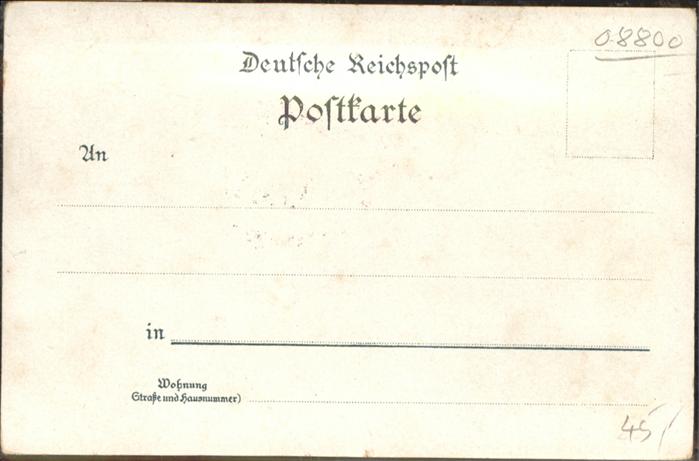 08800
Deutſche Reichspoſt
Poſtkarte
An
in
Wohnung
(Straße und Hausnummer)
45/